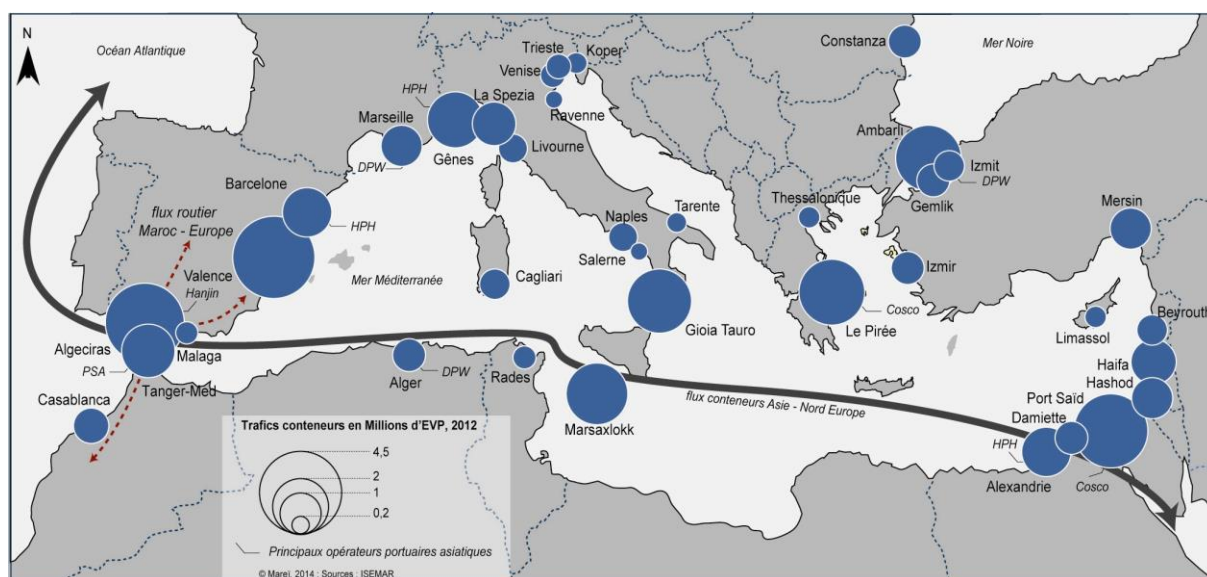 N
Océan Atlantique
Mer Noire
Constanza
Trieste
Koper
Venise
HPH
La Spezia
Ravenne
Marseille
DPW
Gênes
Livourne
Ambarli
Izmit
DPW
Gemlik
Barcelone
HPH
flux routier
Maroc - Europe
Thessalonique
Mersin
Naples
Tarente
Salerne
Valence
Hanjin
Mer Méditerranée
Cagliari
Izmir
Cosco
Le Pirée
Gioia Tauro
Beyrouth
Limassol
Algeciras
Malaga
PSA
Tanger-Med
Alger
DPW
Rades
Haifa
Hashod
Casablanca
Marsaxlokk
flux conteneurs Asie - Nord Europe
Port Saïd
Damiette
HPH
Alexandrie
Cosco
Trafics conteneurs en Millions d'EVP, 2012
4,5
2
1
0,2
Principaux opérateurs portuaires asiatiques
© Marei, 2014 ; Sources : ISEMAR